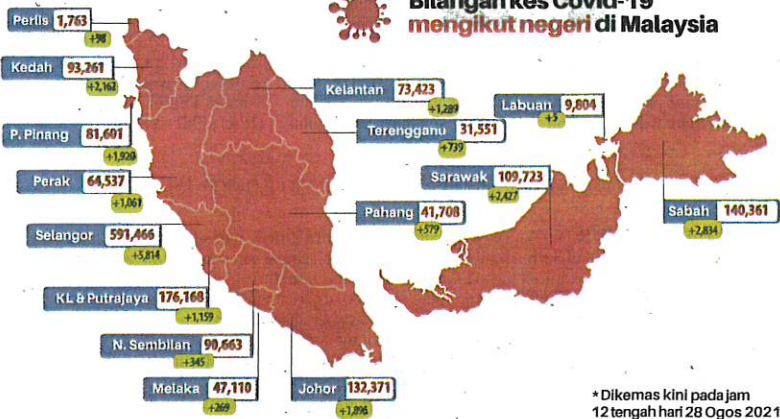 Bilangan kes Covid-19
mengikut negeri di Malaysia
Perlis 1,763
+98
Kedah 93,261
+2,162
P. Pinang 81,601
+1,920
Perak 64,537
+1,061
Selangor 591,466
+5,814
KL & Putrajaya 176,168
+1,159
N. Sembilan 90,663
+345
Melaka 47,110
+269
Johor 132,371
+1,896
Kelantan 73,423
+1,289
Terengganu 31,551
+739
Pahang 41,708
+579
Labuan 9,804
+5
Sarawak 109,723
+2,427
Sabah 140,361
+2,834
*Dikemas kini pada jam
12 tengah hari 28 Ogos 2021